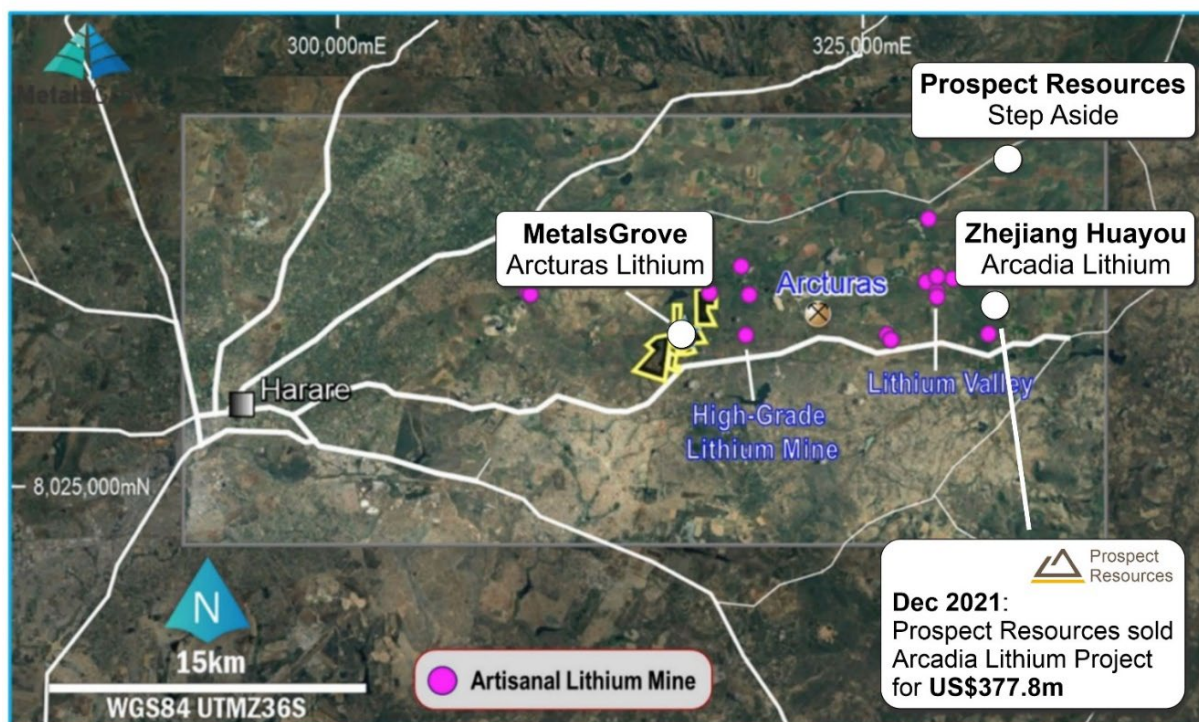 300,000mE
325,000mE
MetalsGrove
Prospect Resources
Step Aside
MetalsGrove
Arcturas Lithium
Zhejiang Huayou
Arcadia Lithium
Arcturas
Harare
Lithium Valley
High-Grade
Lithium Mine
8,025,000mN
N
15km
WGS84 UTMZ36S
Artisanal Lithium Mine
Prospect
Resources
Dec 2021:
Prospect Resources sold
Arcadia Lithium Project
for US$377.8m